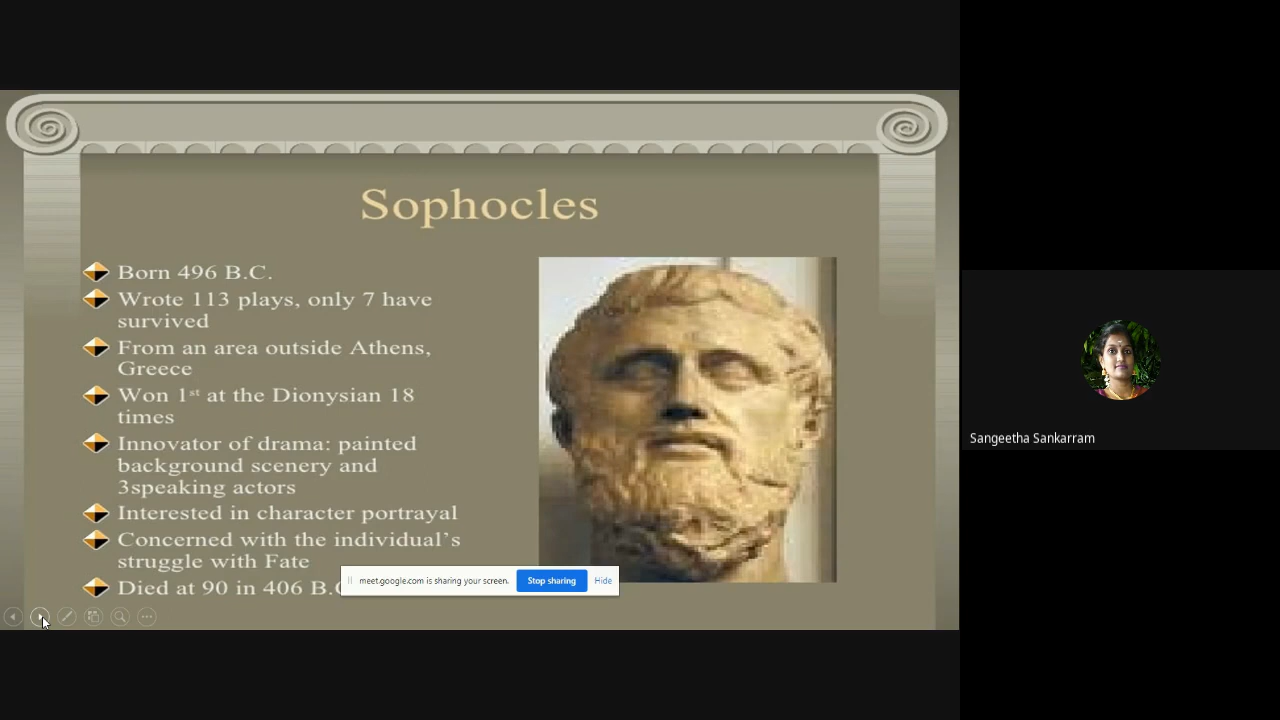 Sophocles
Born 496 B.C.
Wrote 113 plays, only 7 have
survived
From an area outside Athens,
Greece
Won 1st at the Dionysian 18
times
Innovator of drama: painted
background scenery and
3speaking actors
Interested in character portrayal
Concerned with the individual's
struggle with Fate
Died at 90 in 406 B.
meet.google.com is sharing your screen. Stop sharing Hide
Sangeetha Sankarram